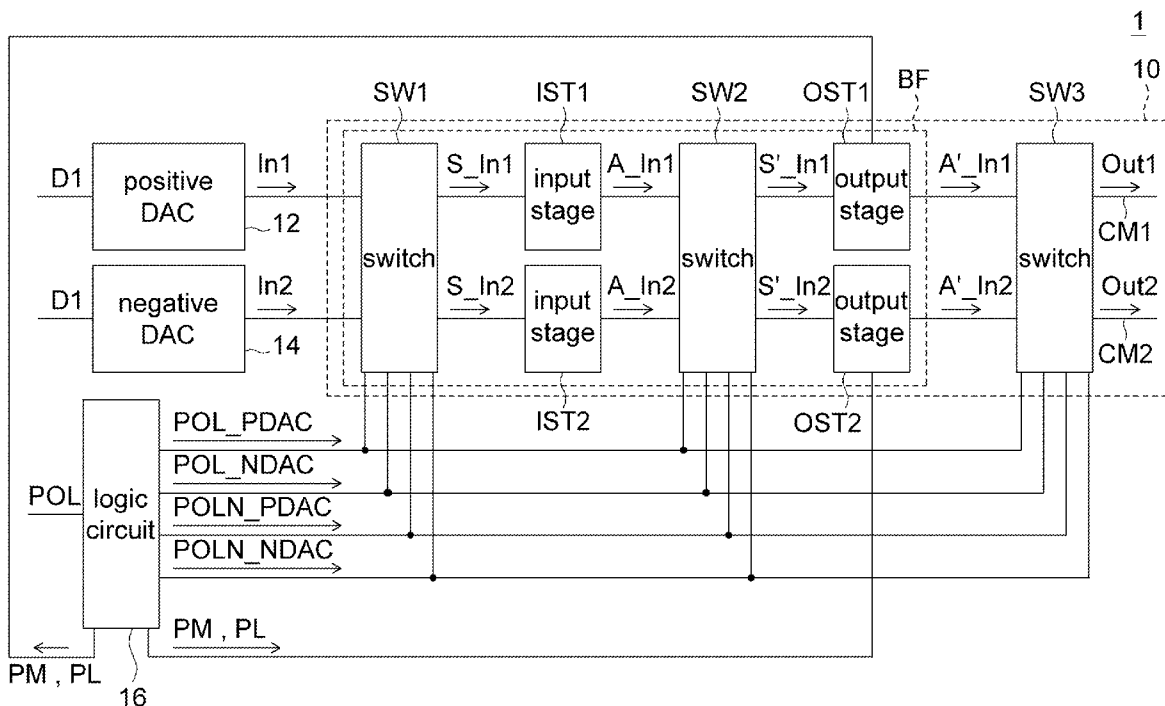 1
10
SW1
IST1
SW2
OST1
BF
SW3
D1
positive
DAC
In1
12
S_In1
input
stage
A_In1
S'_In1
output
stage
A'_In1
Out1
CM1
switch
switch
switch
D1
negative
DAC
In2
14
S_In2
input
stage
A_In2
S'_In2
output
stage
A'_In2
Out2
CM2
IST2
OST2
POL
logic
circuit
POL_PDAC
POL_NDAC
POLN_PDAC
POLN_NDAC
PM , PL
PM , PL
16